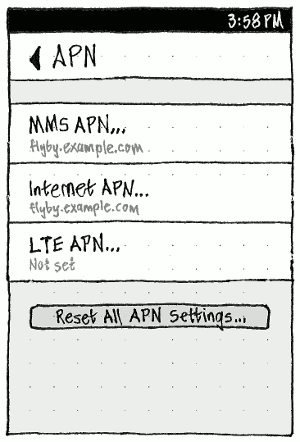 3:58 PM
APN
MMS APN...
flyby.example.com
Internet APN...
flyby.example.com
LTE APN...
Not set
Reset All APN Settings...